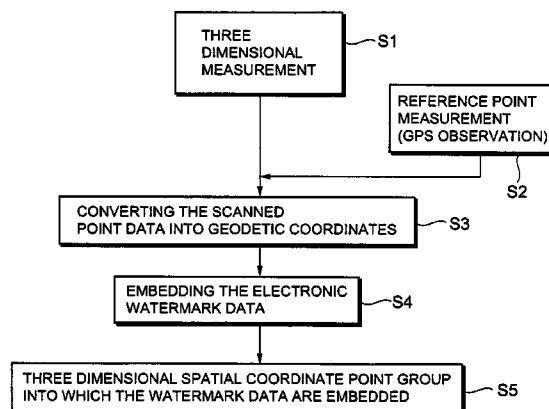 THREE
DIMENSIONAL
MEASUREMENT
S1
REFERENCE POINT
MEASUREMENT
(GPS OBSERVATION)
S2
CONVERTING THE SCANNED
POINT DATA INTO GEODETIC COORDINATES
S3
EMBEDDING THE ELECTRONIC
WATERMARK DATA
S4
THREE DIMENSIONAL SPATIAL COORDINATE POINT GROUP
INTO WHICH THE WATERMARK DATA ARE EMBEDDED
S5